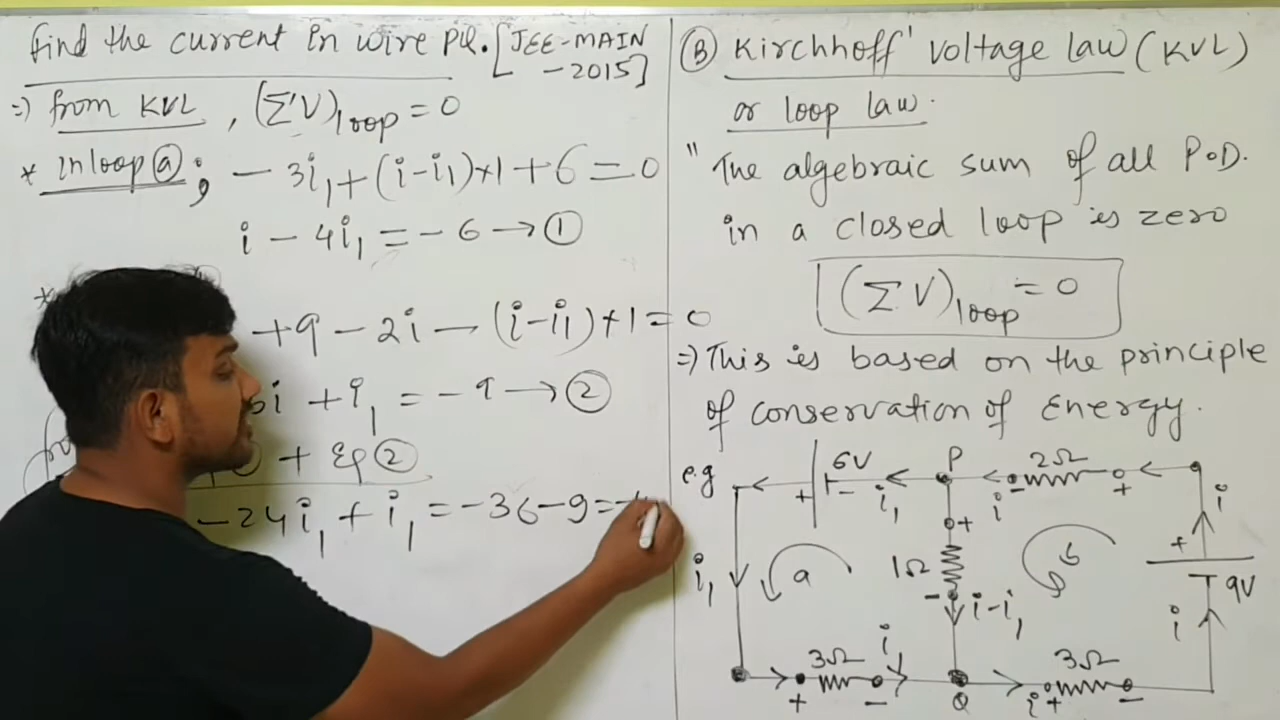 find the current in wire PQ. [JEE-MAIN
-2015]
=> from KVL , (ΣV)loop = 0
* In loop ⓐ ; - 3i₁ + (i-i₁)×1 + 6 = 0
i - 4i₁ = - 6 → ①
*
+9 - 2i - (i-i₁)×1 = 0
i + i₁ = - 9 → ②
+ Eq ②
- 24i₁ + i₁ = -36-9 =
Ⓑ Kirchhoff' voltage law (KVL)
or loop law.
" The algebraic sum of all P.D.
in a closed loop is zero
(ΣV)loop = 0
=) This is based on the principle
of conservation of Energy.
e.g
6V
+ -
P
2Ω
- +
i₁
i
i
+
1Ω
-
i-i₁
a
b
i₁
+
9V
i
i₁
3Ω
+ -
Q
3Ω
i + -